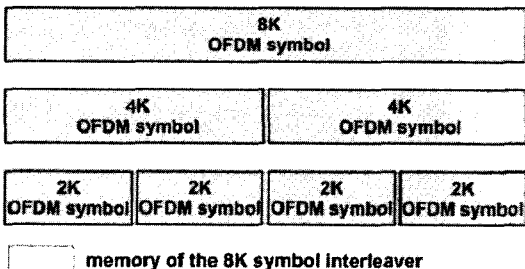 8K
OFDM symbol
4K
OFDM symbol
4K
OFDM symbol
2K
OFDM symbol
2K
OFDM symbol
2K
OFDM symbol
2K
OFDM symbol
memory of the 8K symbol interleaver